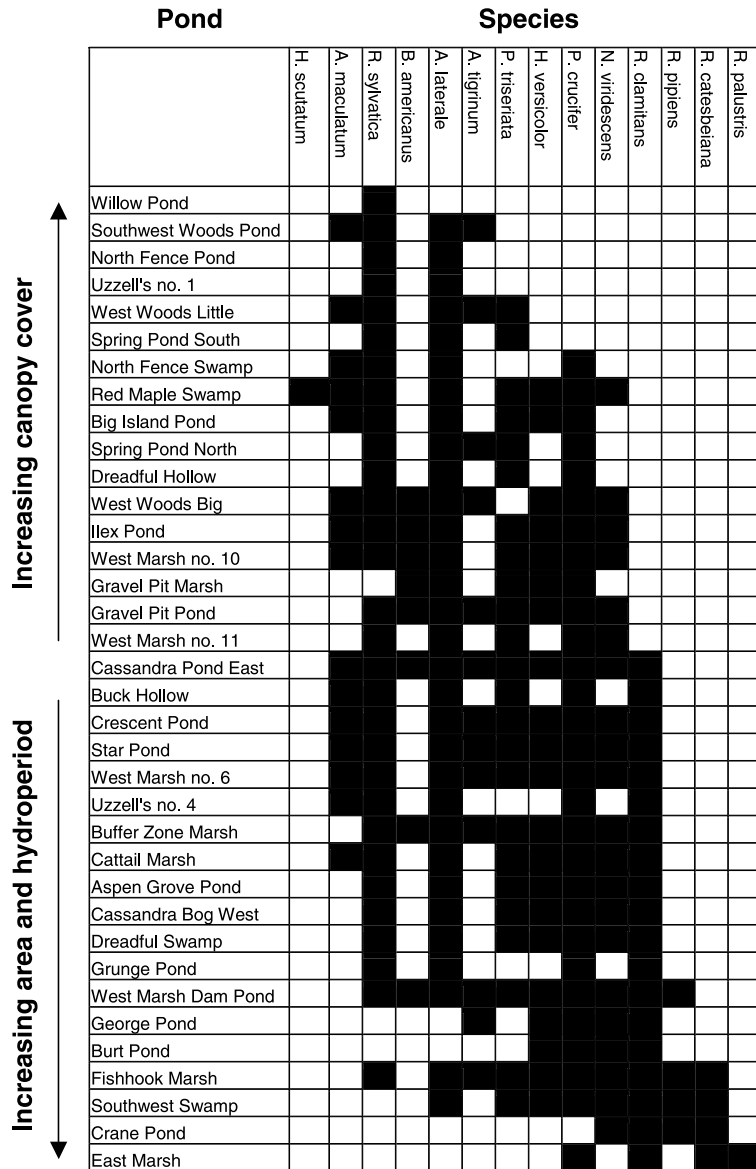 Pond
Species
H. scutatum
A. maculatum
R. sylvatica
B. americanus
A. laterale
A. tigrinum
P. triseriata
H. versicolor
P. crucifer
N. viridescens
R. clamitans
R. pipiens
R. catesbeiana
R. palustris
Willow Pond
Southwest Woods Pond
North Fence Pond
Uzzell's no. 1
West Woods Little
Spring Pond South
North Fence Swamp
Red Maple Swamp
Big Island Pond
Spring Pond North
Dreadful Hollow
West Woods Big
Ilex Pond
West Marsh no. 10
Gravel Pit Marsh
Gravel Pit Pond
West Marsh no. 11
Cassandra Pond East
Buck Hollow
Crescent Pond
Star Pond
West Marsh no. 6
Uzzell's no. 4
Buffer Zone Marsh
Cattail Marsh
Aspen Grove Pond
Cassandra Bog West
Dreadful Swamp
Grunge Pond
West Marsh Dam Pond
George Pond
Burt Pond
Fishhook Marsh
Southwest Swamp
Crane Pond
East Marsh
Increasing canopy cover
Increasing area and hydroperiod